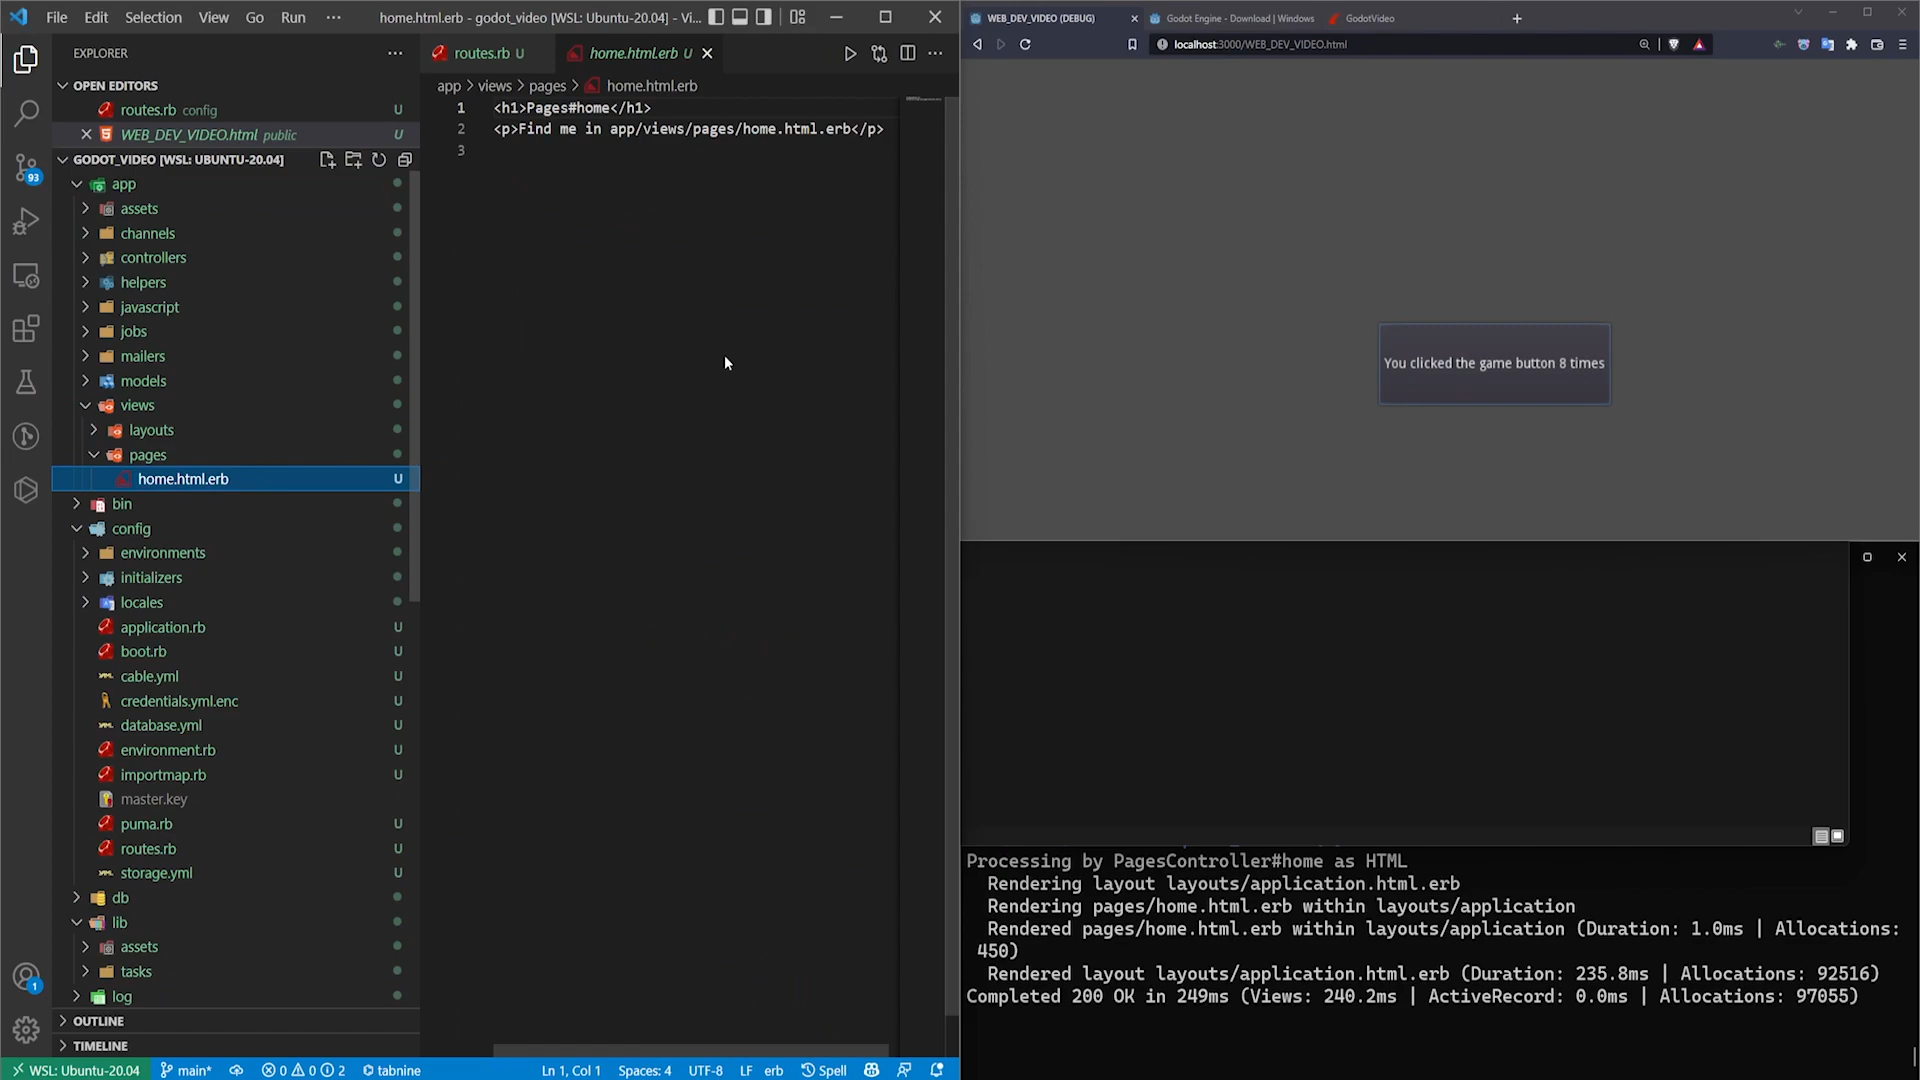 File Edit Selection View Go Run ··· home.html.erb - godot_video [WSL: Ubuntu-20.04] - Vi...
EXPLORER
OPEN EDITORS
routes.rb config U
WEB_DEV_VIDEO.html public U
GODOT_VIDEO [WSL: UBUNTU-20.04]
app
assets
channels
controllers
helpers
javascript
jobs
mailers
models
views
layouts
pages
home.html.erb U
bin
config
environments
initializers
locales
application.rb U
boot.rb U
cable.yml U
credentials.yml.enc U
database.yml U
environment.rb U
importmap.rb U
master.key
puma.rb U
routes.rb U
storage.yml U
db
lib
assets
tasks
log
OUTLINE
TIMELINE
93
1
routes.rb U home.html.erb U
app > views > pages > home.html.erb
1 <h1>Pages#home</h1>
2 <p>Find me in app/views/pages/home.html.erb</p>
3
WSL: Ubuntu-20.04 main* 0 0 2 tabnine Ln 1, Col 1 Spaces: 4 UTF-8 LF erb Spell
WEB_DEV_VIDEO (DEBUG) Godot Engine - Download | Windows GodotVideo
localhost:3000/WEB_DEV_VIDEO.html
You clicked the game button 8 times
Processing by PagesController#home as HTML
Rendering layout layouts/application.html.erb
Rendering pages/home.html.erb within layouts/application
Rendered pages/home.html.erb within layouts/application (Duration: 1.0ms | Allocations:
450)
Rendered layout layouts/application.html.erb (Duration: 235.8ms | Allocations: 92516)
Completed 200 OK in 249ms (Views: 240.2ms | ActiveRecord: 0.0ms | Allocations: 97055)